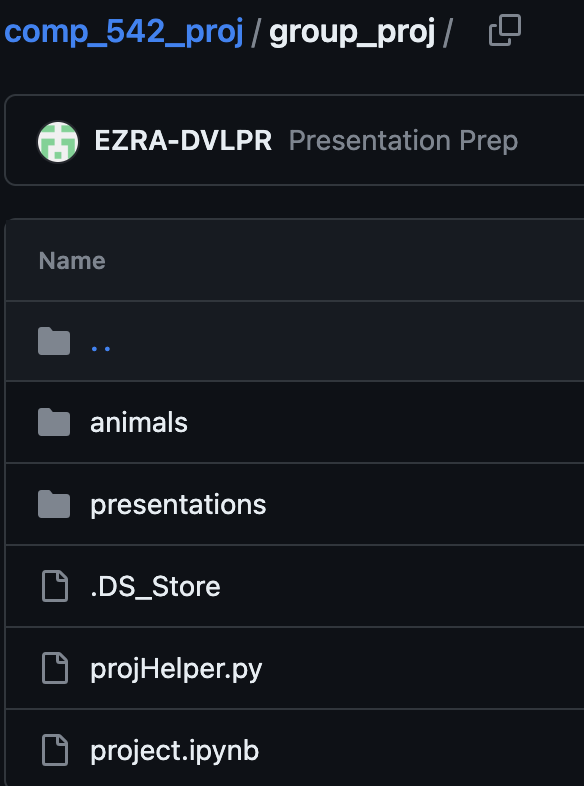 comp_542_proj / group_proj /
EZRA-DVLPR Presentation Prep
Name
..
animals
presentations
.DS_Store
projHelper.py
project.ipynb